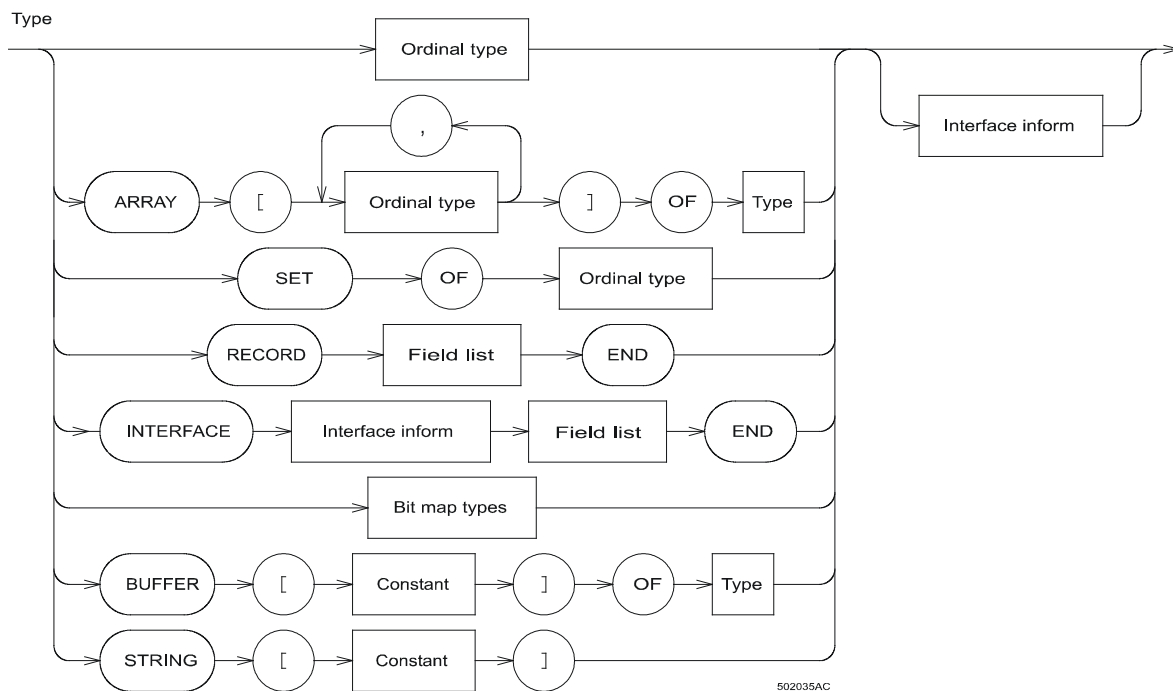 Type
Ordinal type
Interface inform
,
ARRAY [ Ordinal type ] OF Type
SET OF Ordinal type
RECORD Field list END
INTERFACE Interface inform Field list END
Bit map types
BUFFER [ Constant ] OF Type
STRING [ Constant ]
502035AC